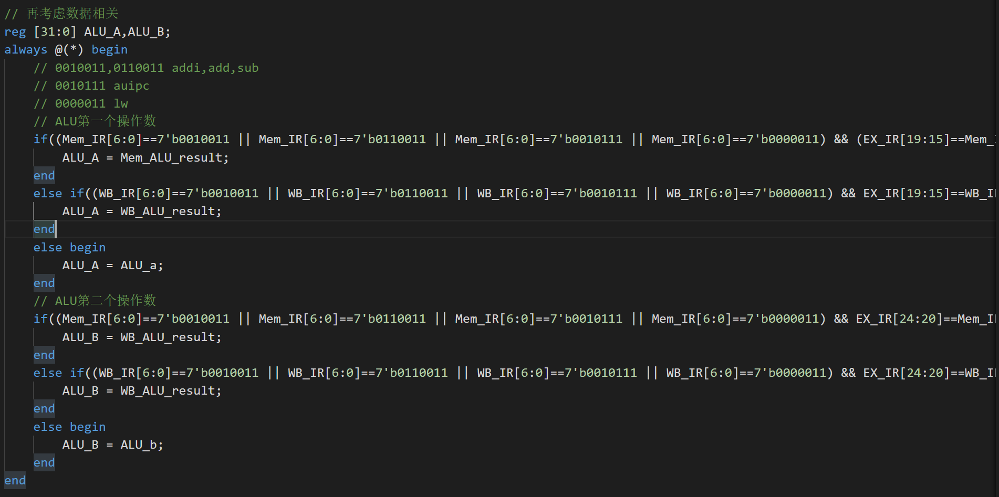 // 再考虑数据相关
reg [31:0] ALU_A,ALU_B;
always @(*) begin
// 0010011,0110011 addi,add,sub
// 0010111 auipc
// 0000011 lw
// ALU第一个操作数
if((Mem_IR[6:0]==7'b0010011 || Mem_IR[6:0]==7'b0110011 || Mem_IR[6:0]==7'b0010111 || Mem_IR[6:0]==7'b0000011) && (EX_IR[19:15]==Mem_
ALU_A = Mem_ALU_result;
end
else if((WB_IR[6:0]==7'b0010011 || WB_IR[6:0]==7'b0110011 || WB_IR[6:0]==7'b0010111 || WB_IR[6:0]==7'b0000011) && EX_IR[19:15]==WB_I
ALU_A = WB_ALU_result;
end
else begin
ALU_A = ALU_a;
end
// ALU第二个操作数
if((Mem_IR[6:0]==7'b0010011 || Mem_IR[6:0]==7'b0110011 || Mem_IR[6:0]==7'b0010111 || Mem_IR[6:0]==7'b0000011) && EX_IR[24:20]==Mem_I
ALU_B = WB_ALU_result;
end
else if((WB_IR[6:0]==7'b0010011 || WB_IR[6:0]==7'b0110011 || WB_IR[6:0]==7'b0010111 || WB_IR[6:0]==7'b0000011) && EX_IR[24:20]==WB_I
ALU_B = WB_ALU_result;
end
else begin
ALU_B = ALU_b;
end
end